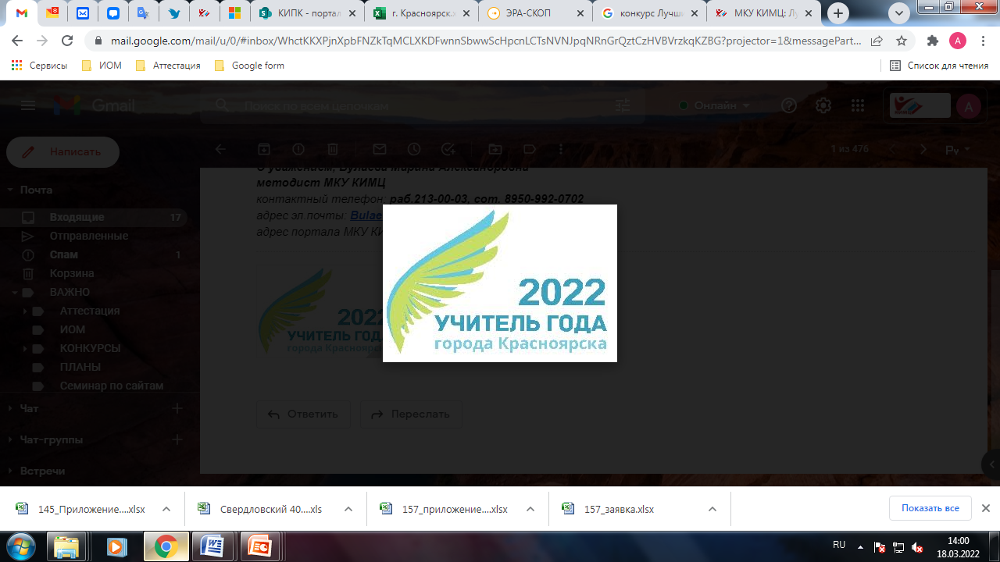 КИПК - портал
г. Красноярск.x
ЭРА-СКОП
конкурс Лучши
МКУ КИМЦ: Лу
mail.google.com/mail/u/0/#inbox/WhctKKXPjnXpbFNZkTqMCLXKDFwnnSbwwScHpcnLCTsNVNJpqNRnGrQztCzHVBVrzkqKZBG?projector=1&messagePart...
A
Сервисы
ИОМ
Аттестация
Google form
Список для чтения
Gmail
Поиск по всем цепочкам
Онлайн
A
Написать
1 из 476
Ру
С уважением, Булаева Марина Александровна
методист МКУ КИМЦ
контактный телефон: раб.213-00-03, сот. 8950-992-0702
адрес эл.почты: Bulae
адрес портала МКУ КИ
Почта
Входящие 17
Отправленные
Спам 1
Корзина
ВАЖНО
Аттестация
ИОМ
КОНКУРСЫ
ПЛАНЫ
Семинар по сайтам
Чат
Чат-группы
Встречи
2022
УЧИТЕЛЬ ГОДА
города Красноярска
2022
УЧИТЕЛЬ ГОДА
города Красноярска
Ответить
Переслать
145_Приложение....xlsx
Свердловский 40....xls
157_приложение....xlsx
157_заявка.xlsx
Показать все
RU
14:00
18.03.2022